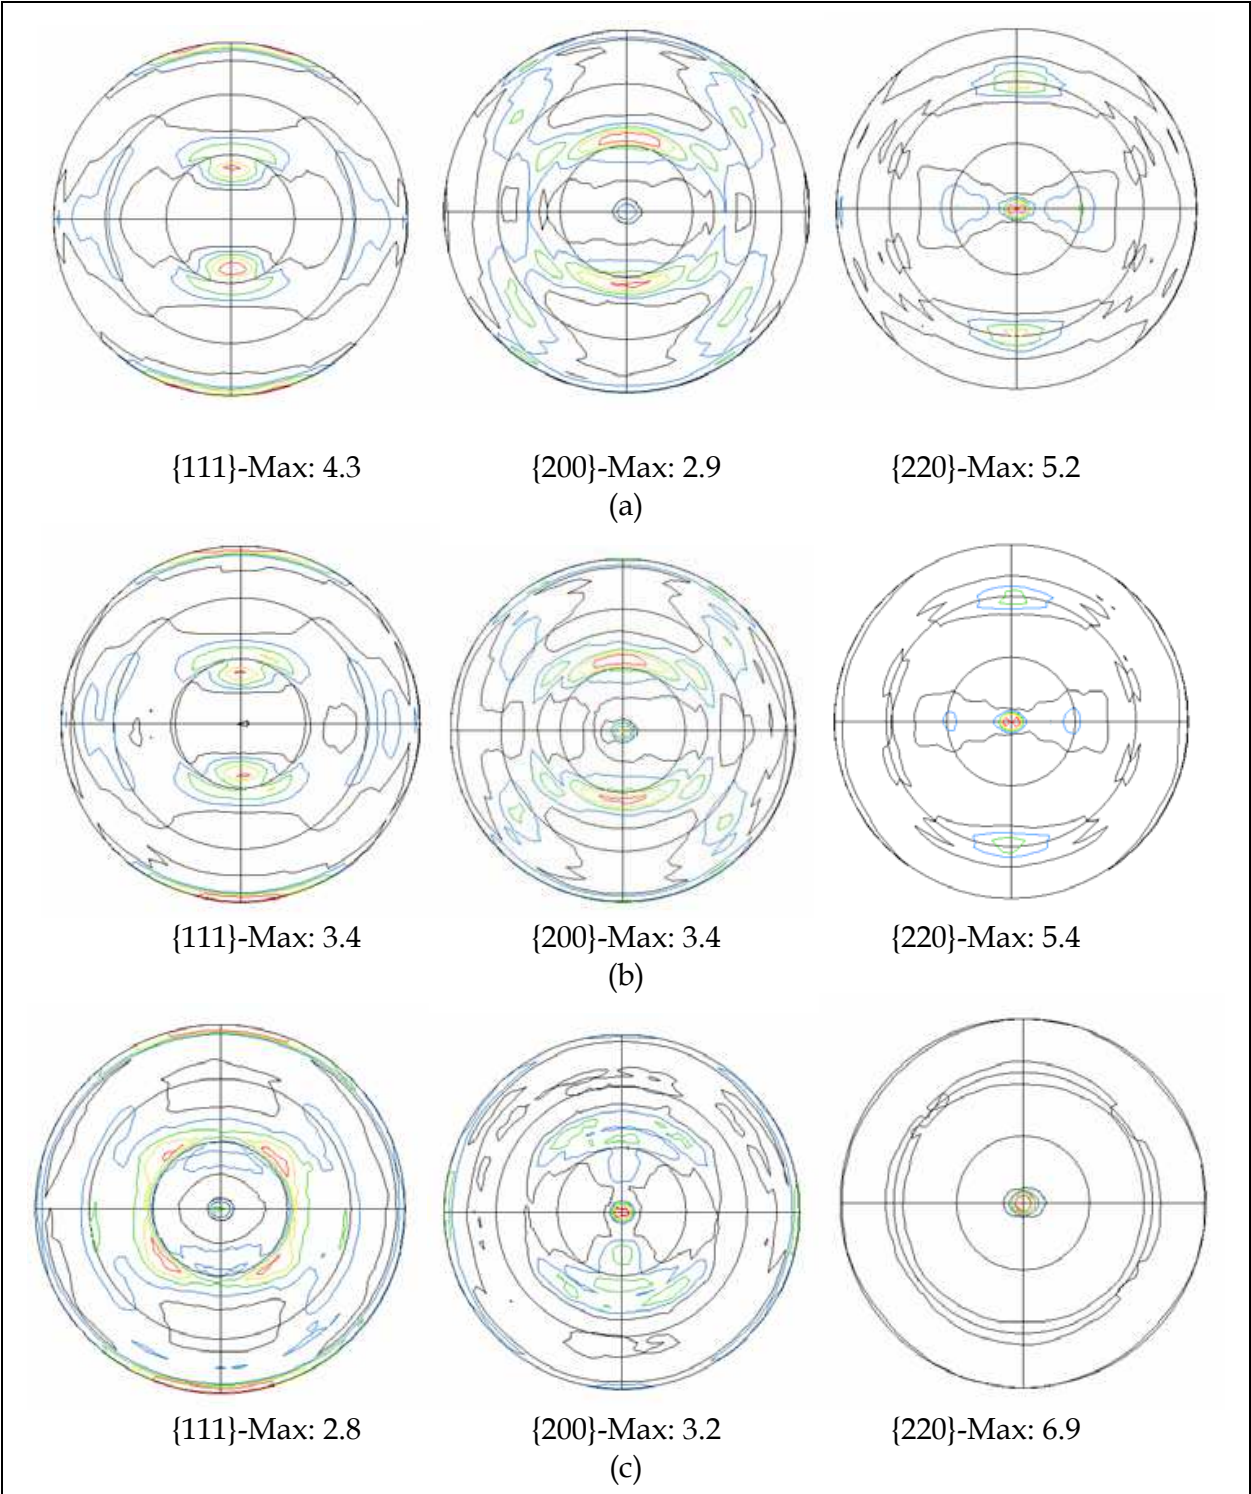 {111}-Max: 4.3 {200}-Max: 2.9 {220}-Max: 5.2
(a)
{111}-Max: 3.4 {200}-Max: 3.4 {220}-Max: 5.4
(b)
{111}-Max: 2.8 {200}-Max: 3.2 {220}-Max: 6.9
(c)